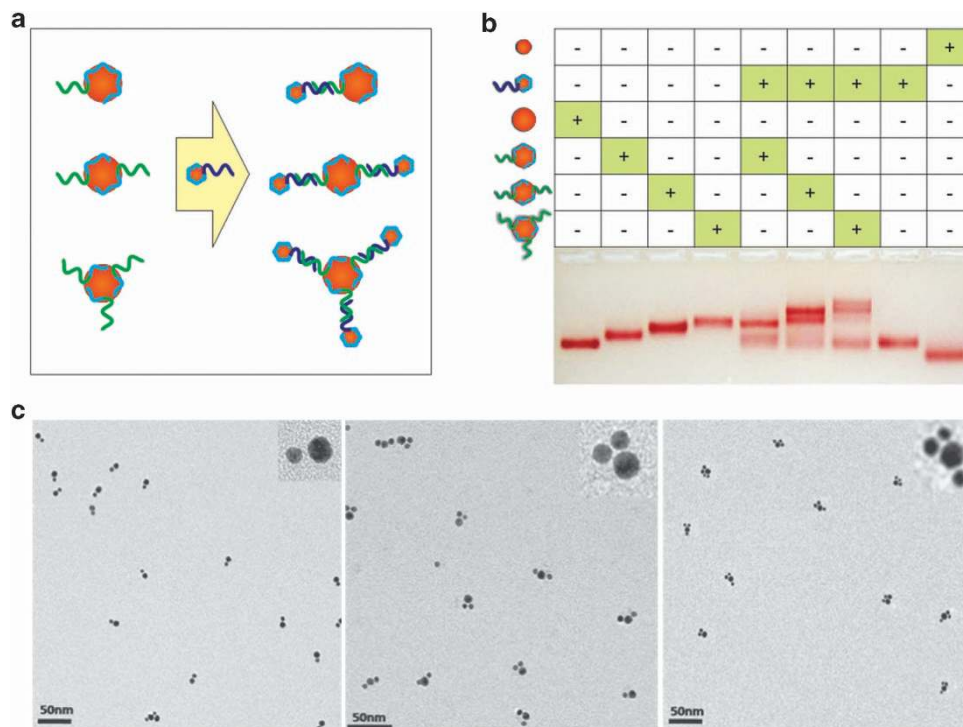 a
b
- - - - - - - - +
- - - - + + + + -
+ - - - - - - - -
- + - - + - - - -
- - + - - + - - -
- - - + - - + - -
c
50nm
50nm
50nm